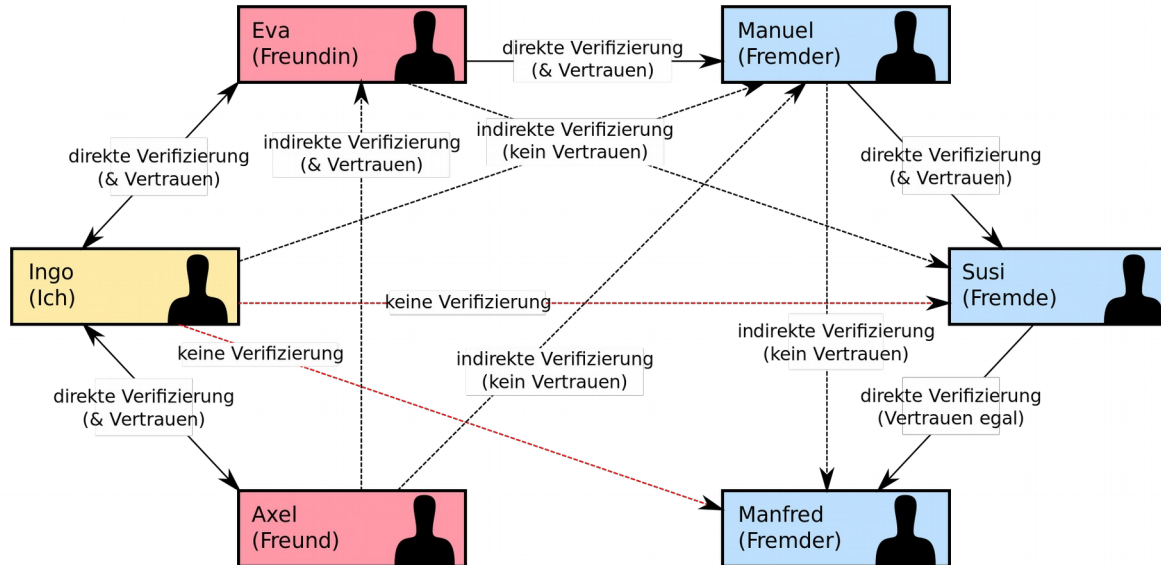 Eva
(Freundin)
Manuel
(Fremder)
direkte Verifizierung
(& Vertrauen)
direkte Verifizierung
(& Vertrauen)
indirekte Verifizierung
(& Vertrauen)
indirekte Verifizierung
(kein Vertrauen)
direkte Verifizierung
(& Vertrauen)
Ingo
(Ich)
keine Verifizierung
Susi
(Fremde)
keine Verifizierung
indirekte Verifizierung
(kein Vertrauen)
indirekte Verifizierung
(kein Vertrauen)
direkte Verifizierung
(& Vertrauen)
direkte Verifizierung
(Vertrauen egal)
Axel
(Freund)
Manfred
(Fremder)